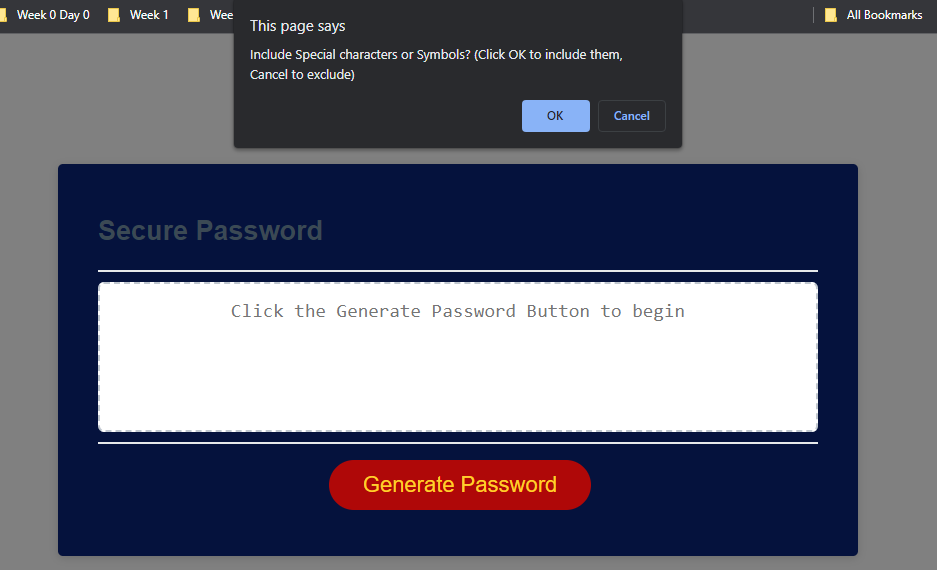 Week 0 Day 0 Week 1 Wee All Bookmarks
This page says
Include Special characters or Symbols? (Click OK to include them,
Cancel to exclude)
OK Cancel
Secure Password
Click the Generate Password Button to begin
Generate Password